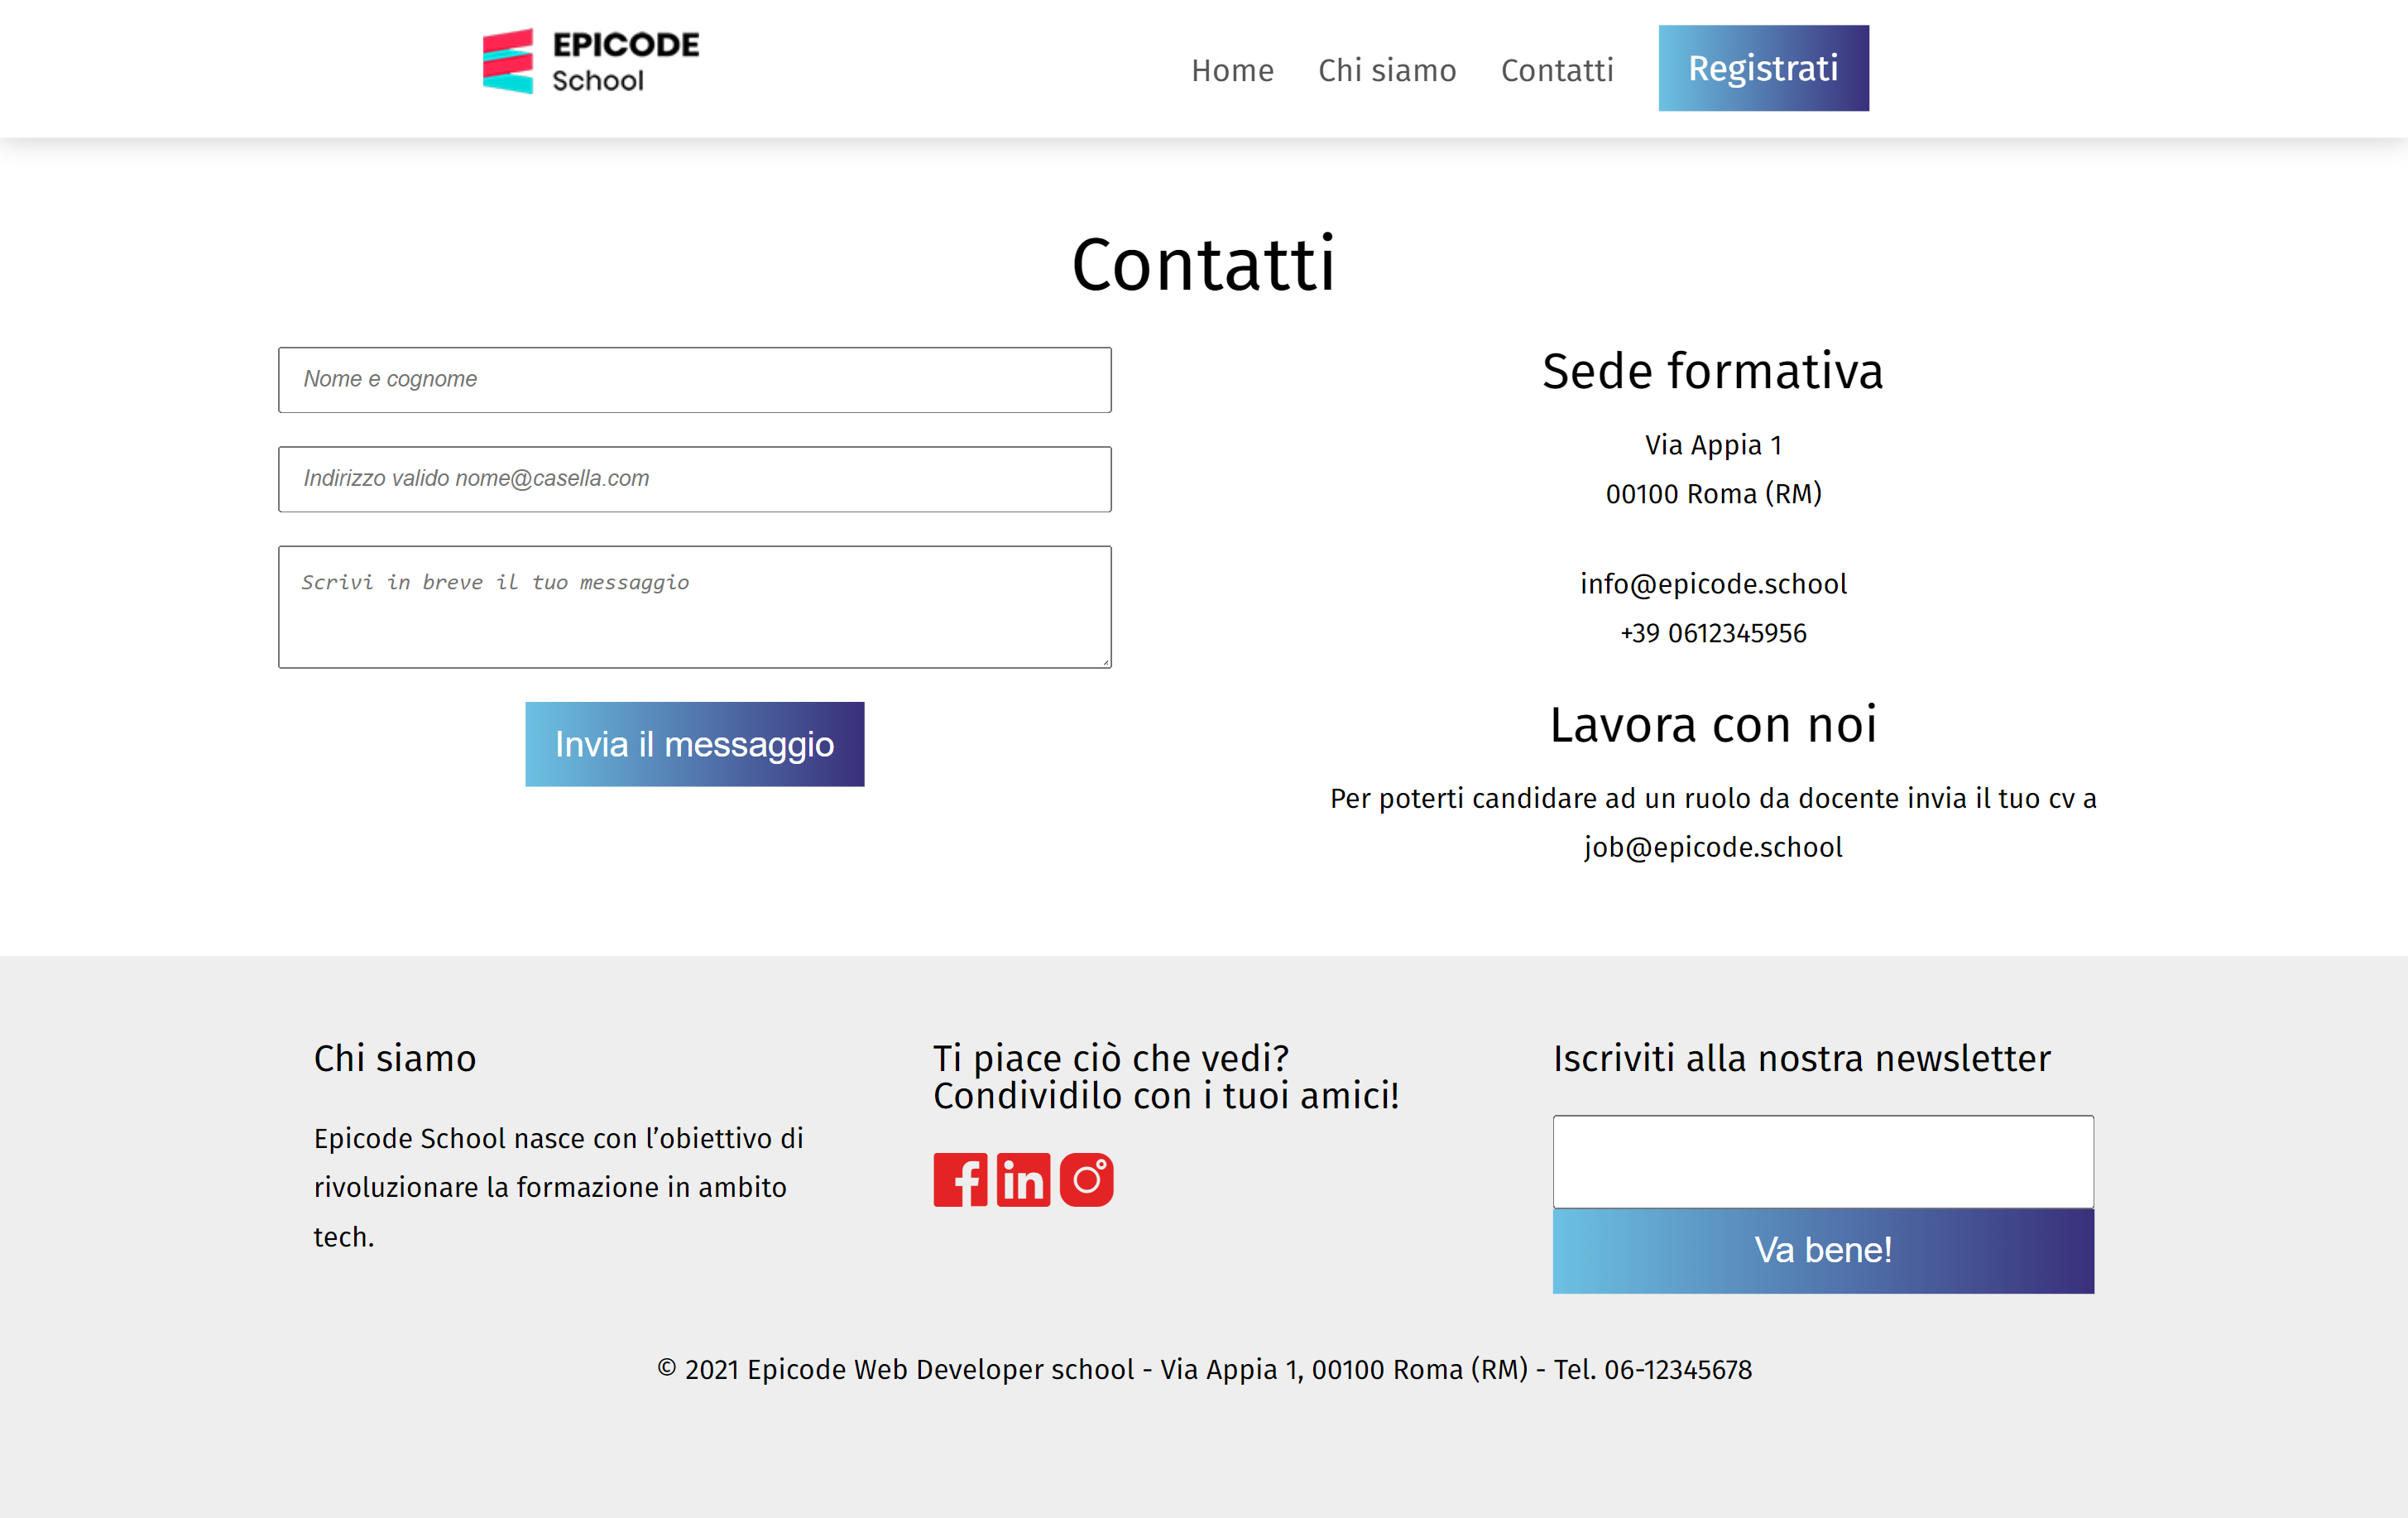 EPICODE
School
Home Chi siamo Contatti Registrati
Contatti
Nome e cognome
Indirizzo valido nome@casella.com
Scrivi in breve il tuo messaggio
Invia il messaggio
Sede formativa
Via Appia 1
00100 Roma (RM)
info@epicode.school
+39 0612345956
Lavora con noi
Per poterti candidare ad un ruolo da docente invia il tuo cv a
job@epicode.school
Chi siamo
Epicode School nasce con l’obiettivo di
rivoluzionare la formazione in ambito
tech.
Ti piace ciò che vedi?
Condividilo con i tuoi amici!
Iscriviti alla nostra newsletter
Va bene!
© 2021 Epicode Web Developer school - Via Appia 1, 00100 Roma (RM) - Tel. 06-12345678